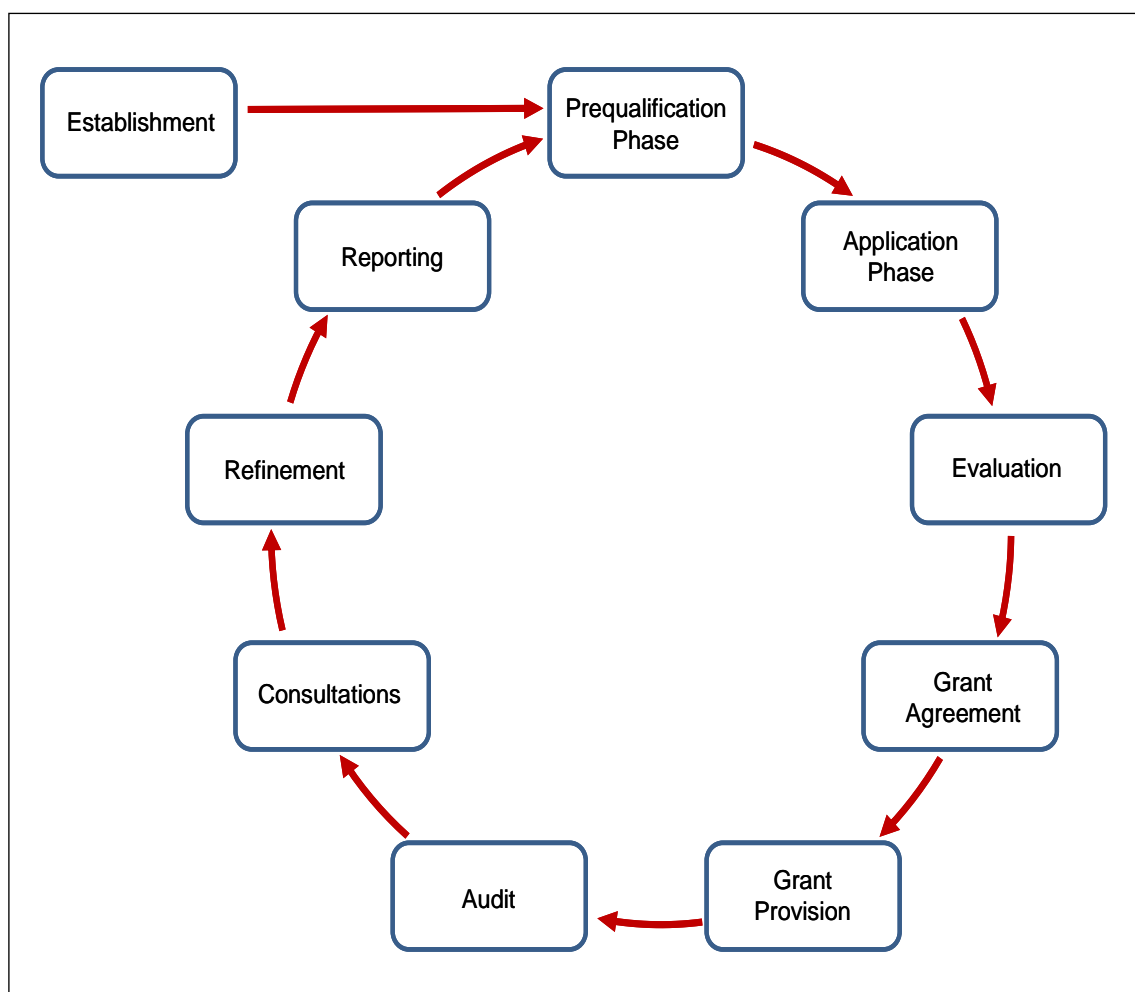 Establishment
Prequalification
Phase
Application
Phase
Evaluation
Grant
Agreement
Grant
Provision
Audit
Consultations
Refinement
Reporting